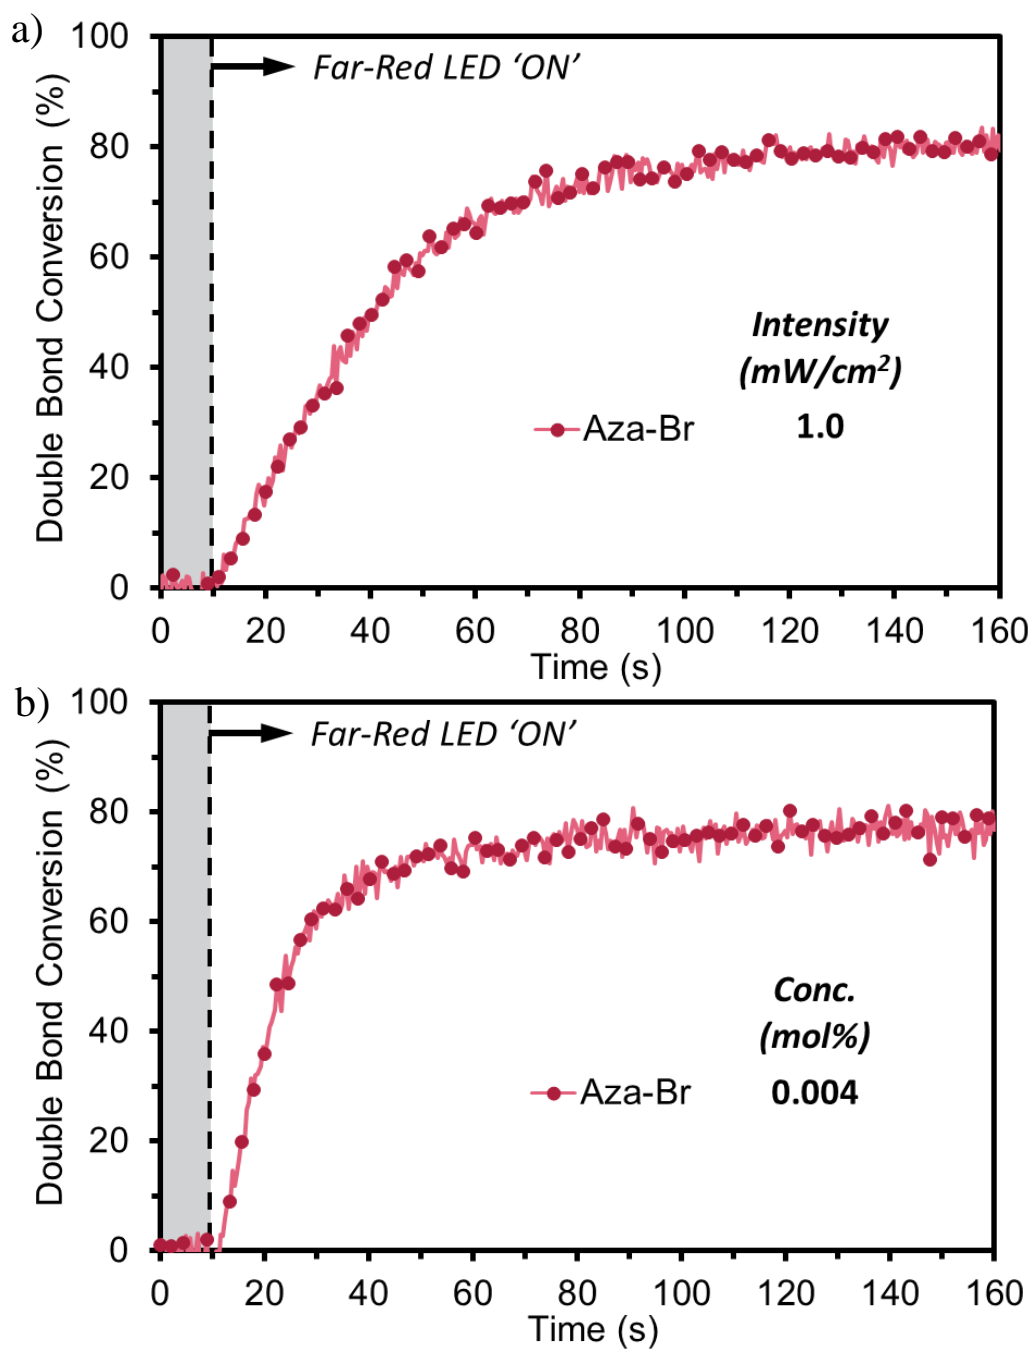 a)
100
80
60
40
20
0
Double Bond Conversion (%)
Far-Red LED ‘ON’
Intensity
(mW/cm²)
Aza-Br 1.0
0 20 40 60 80 100 120 140 160
Time (s)
b)
100
80
60
40
20
0
Double Bond Conversion (%)
Far-Red LED ‘ON’
Conc.
(mol%)
Aza-Br 0.004
0 20 40 60 80 100 120 140 160
Time (s)